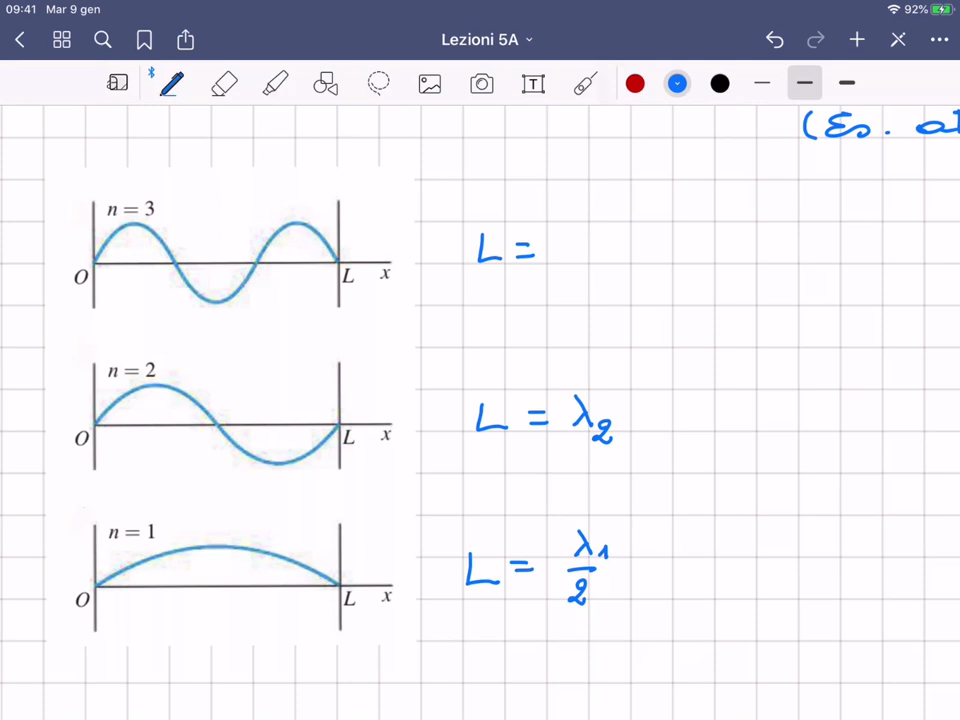 09:41 Mar 9 gen 92%
Lezioni 5A
(Es.
n = 3
O L x
L =
n = 2
O L x
L = λ₂
n = 1
O L x
L = λ₁/2